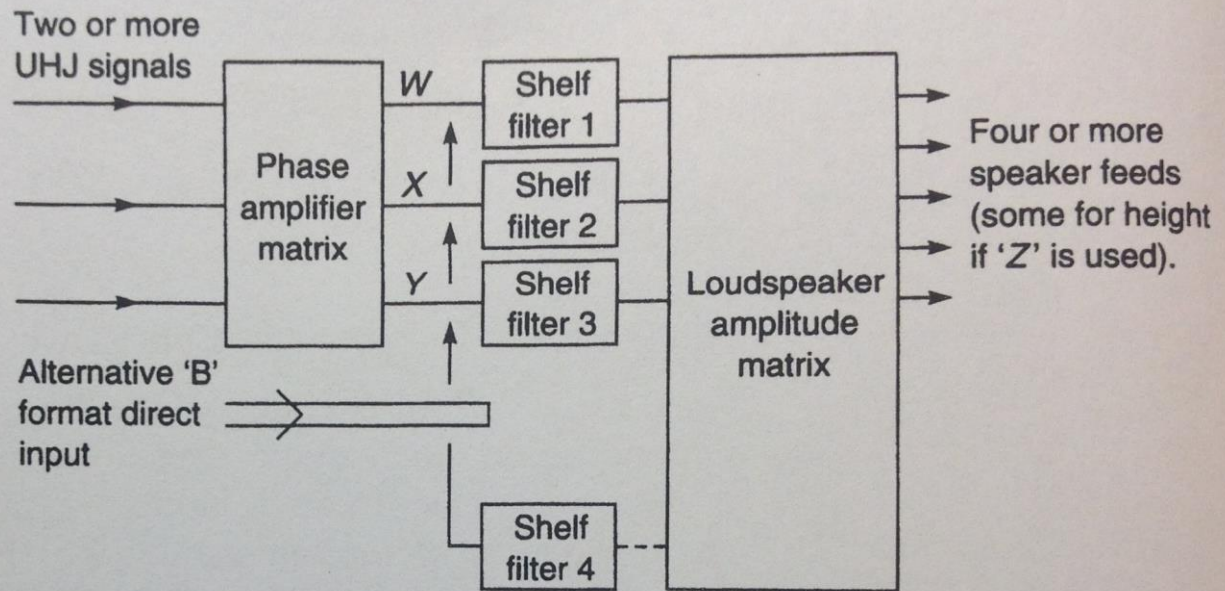 Two or more
UHJ signals
Phase
amplifier
matrix
W
X
Y
Shelf
filter 1
Shelf
filter 2
Shelf
filter 3
Loudspeaker
amplitude
matrix
Four or more
speaker feeds
(some for height
if ‘Z’ is used).
Alternative ‘B’
format direct
input
Shelf
filter 4